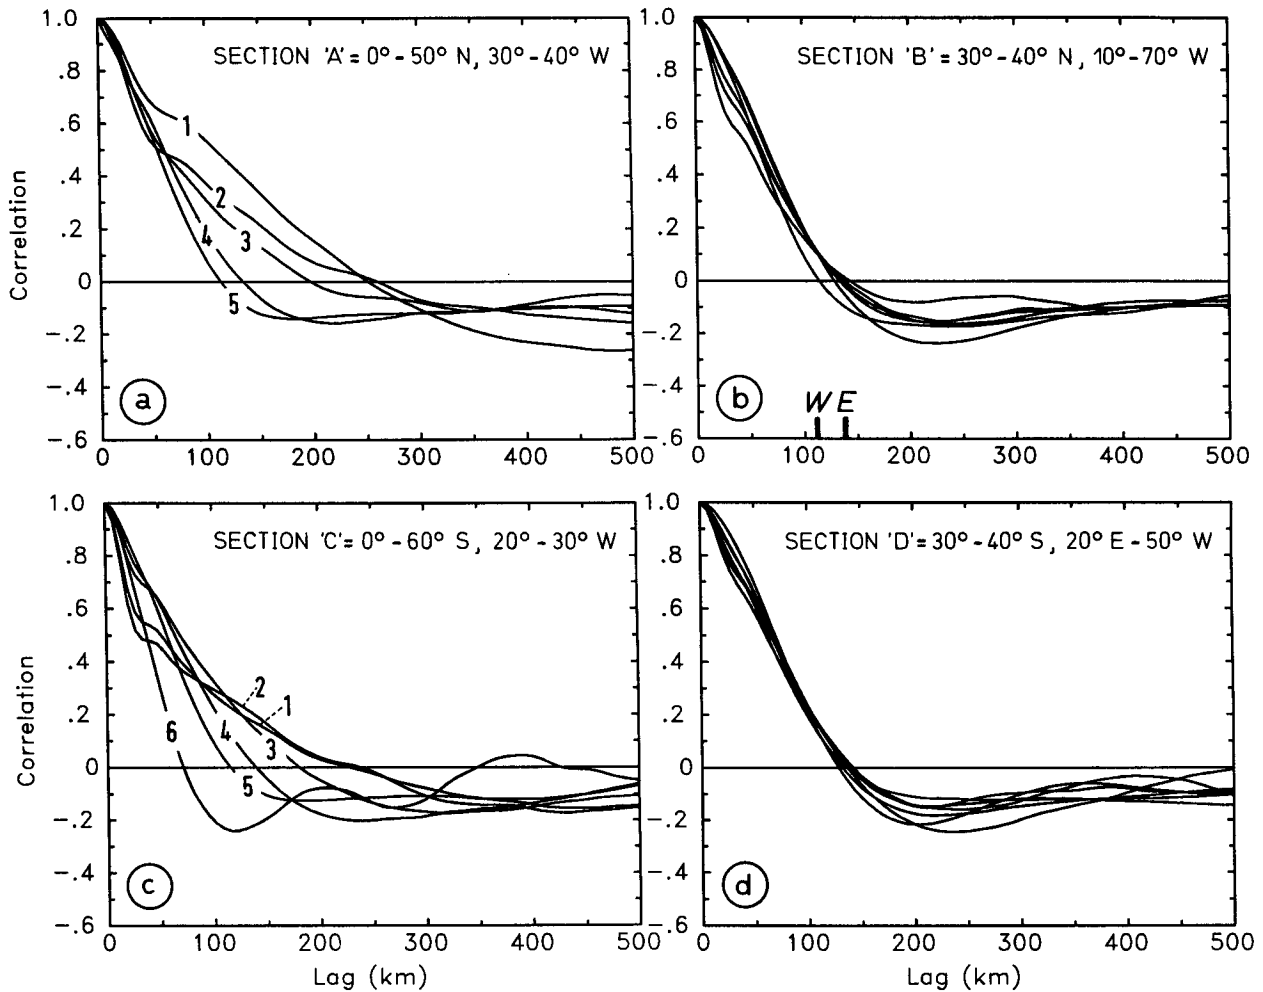 SECTION 'A'= 0° - 50° N, 30° - 40° W
1.0
.8
.6
.4
.2
0
-.2
-.4
-.6
Correlation
1
2
3
4
5
a
0 100 200 300 400 500
SECTION 'B'= 30° - 40° N, 10° - 70° W
1.0
.8
.6
.4
.2
0
-.2
-.4
-.6
W E
b
0 100 200 300 400 500
SECTION 'C'= 0° - 60° S, 20° - 30° W
1.0
.8
.6
.4
.2
0
-.2
-.4
-.6
Correlation
2
1
6
4
3
5
c
0 100 200 300 400 500
Lag (km)
SECTION 'D'= 30° - 40° S, 20° E - 50° W
1.0
.8
.6
.4
.2
0
-.2
-.4
-.6
d
0 100 200 300 400 500
Lag (km)